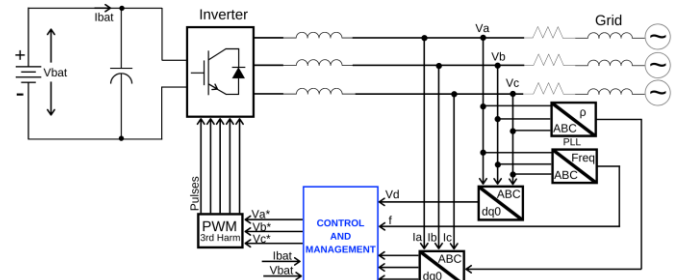 Inverter
Grid
Ibat
Va
Vb
Vc
+
Vbat
-
ρ
ABC
PLL
Freq
ABC
Pulses
Vd
ABC
dq0
f
CONTROL
AND
MANAGEMENT
PWM
3rd Harm
Va*
Vb*
Vc*
Ia Ib Ic
Ibat
Vbat
ABC
dq0